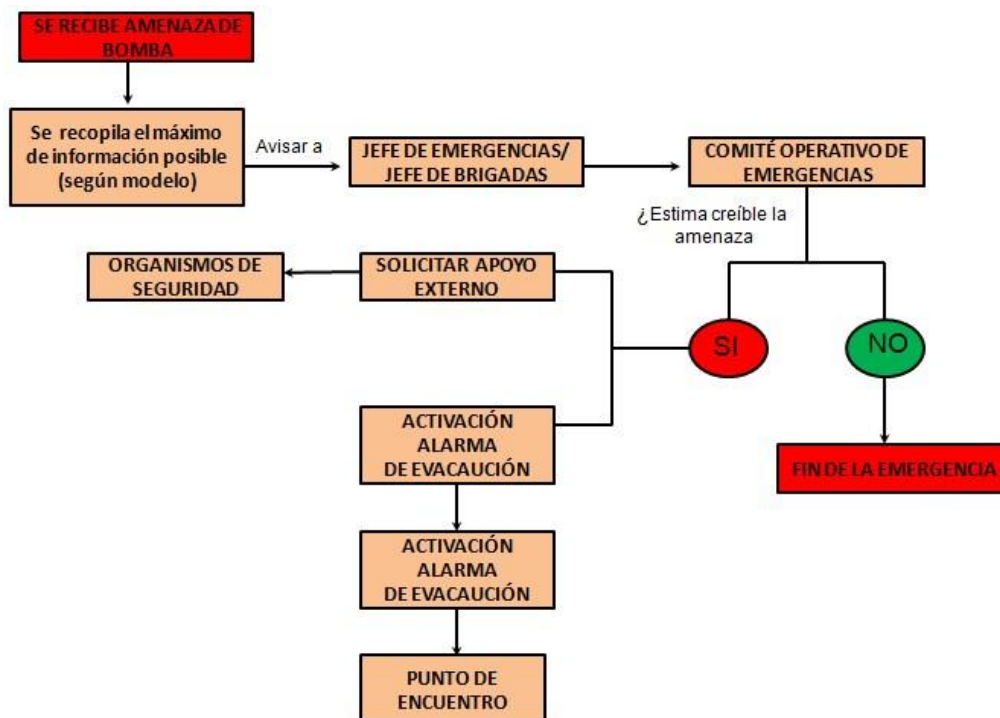 SE RECIBE AMENAZA DE
BOMBA
Se recopila el máximo
de información posible
(según modelo)
Avisar a
JEFE DE EMERGENCIAS/
JEFE DE BRIGADAS
COMITÉ OPERATIVO DE
EMERGENCIAS
¿Estima creíble la
amenaza
ORGANISMOS DE
SEGURIDAD
SOLICITAR APOYO
EXTERNO
SI
NO
ACTIVACIÓN
ALARMA
DE EVACAUCIÓN
FIN DE LA EMERGENCIA
ACTIVACIÓN
ALARMA
DE EVACAUCIÓN
PUNTO DE
ENCUENTRO